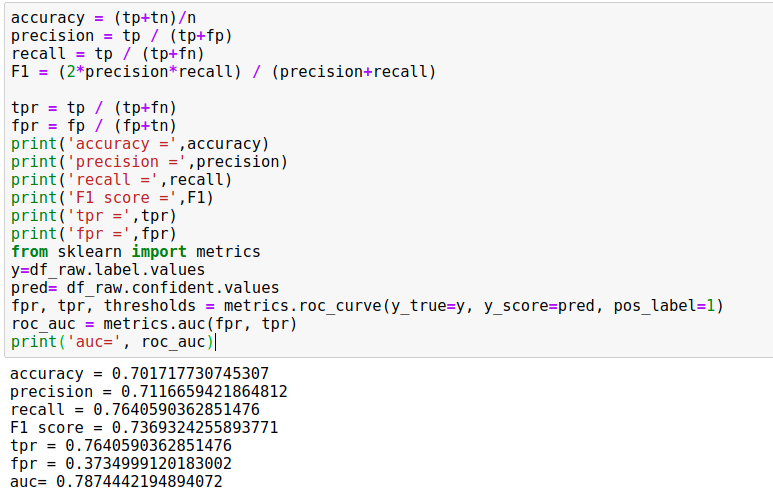 accuracy = (tp+tn)/n
precision = tp / (tp+fp)
recall = tp / (tp+fn)
F1 = (2*precision*recall) / (precision+recall)
tpr = tp / (tp+fn)
fpr = fp / (fp+tn)
print('accuracy =',accuracy)
print('precision =',precision)
print('recall =',recall)
print('F1 score =',F1)
print('tpr =',tpr)
print('fpr =',fpr)
from sklearn import metrics
y=df_raw.label.values
pred= df_raw.confident.values
fpr, tpr, thresholds = metrics.roc_curve(y_true=y, y_score=pred, pos_label=1)
roc_auc = metrics.auc(fpr, tpr)
print('auc=', roc_auc)
accuracy = 0.701717730745307
precision = 0.7116659421864812
recall = 0.7640590362851476
F1 score = 0.7369324255893771
tpr = 0.7640590362851476
fpr = 0.3734999120183002
auc= 0.7874442194894072